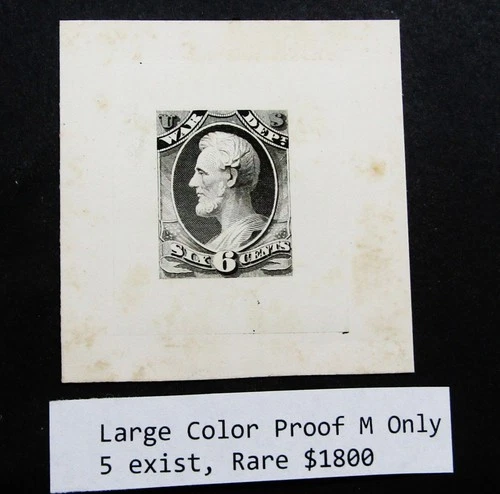 U S
WAR DEPT.
SIX 6 CENTS
Large Color Proof M Only
5 exist, Rare $1800